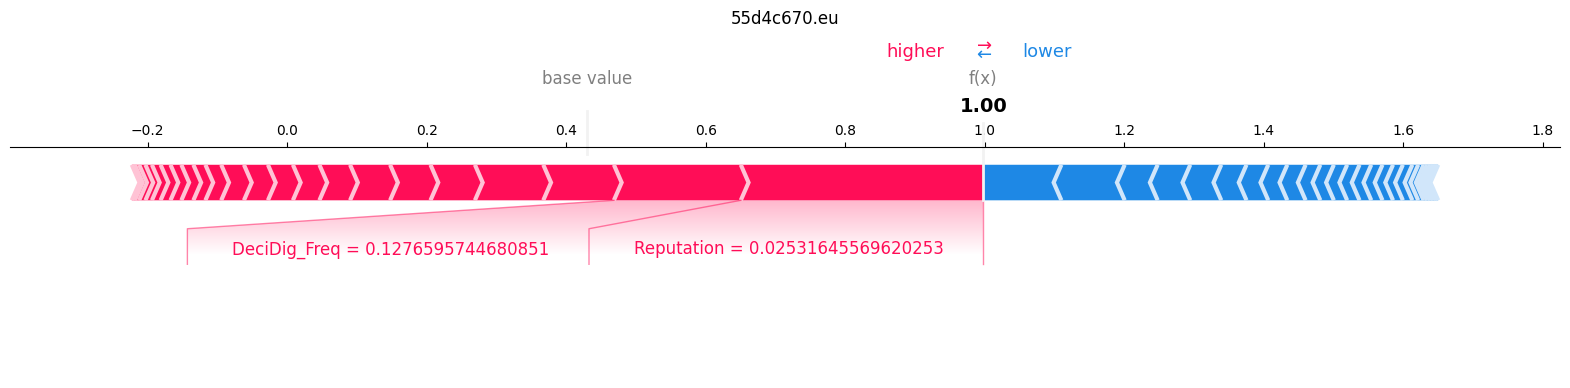 55d4c670.eu
higher ⇄ lower
base value f(x)
1.00
−0.2 0.0 0.2 0.4 0.6 0.8 1.0 1.2 1.4 1.6 1.8
DeciDig_Freq = 0.1276595744680851 Reputation = 0.02531645569620253